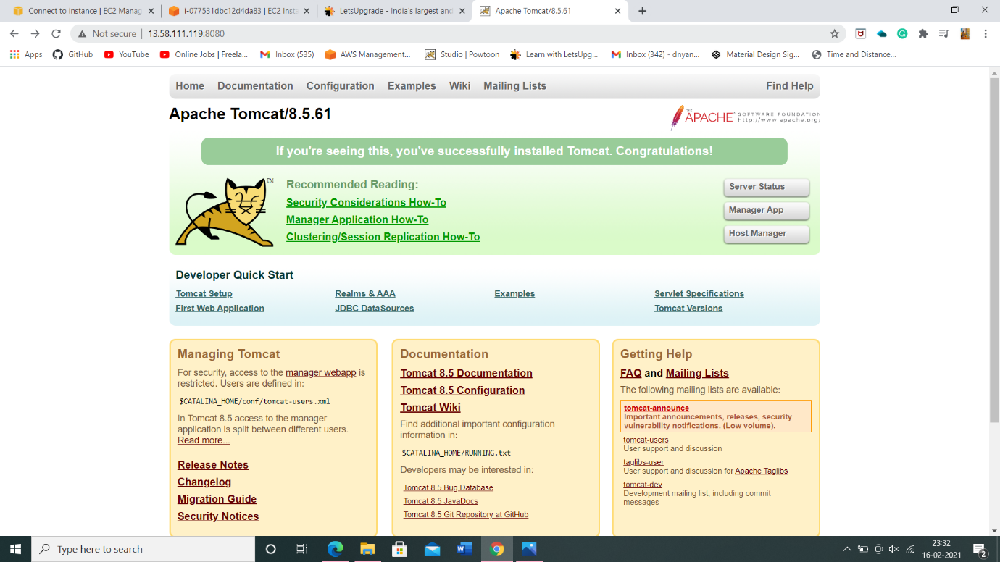 Connect to instance | EC2 Manag
i-077531dbc12d4da83 | EC2 Insta
LetsUpgrade - India's largest and
Apache Tomcat/8.5.61
Not secure | 13.58.111.119:8080
Apps
GitHub
YouTube
Online Jobs | Freela...
Inbox (535)
AWS Management...
Studio | Powtoon
Learn with LetsUpg...
Inbox (342) - dnyan...
Material Design Sig...
Time and Distance...
Home
Documentation
Configuration
Examples
Wiki
Mailing Lists
Find Help
Apache Tomcat/8.5.61
THE
APACHE SOFTWARE FOUNDATION
http://www.apache.org/
If you're seeing this, you've successfully installed Tomcat. Congratulations!
TM
Recommended Reading:
Security Considerations How-To
Manager Application How-To
Clustering/Session Replication How-To
Server Status
Manager App
Host Manager
Developer Quick Start
Tomcat Setup
First Web Application
Realms & AAA
JDBC DataSources
Examples
Servlet Specifications
Tomcat Versions
Managing Tomcat
For security, access to the manager webapp is
restricted. Users are defined in:
$CATALINA_HOME/conf/tomcat-users.xml
In Tomcat 8.5 access to the manager
application is split between different users.
Read more...
Release Notes
Changelog
Migration Guide
Security Notices
Documentation
Tomcat 8.5 Documentation
Tomcat 8.5 Configuration
Tomcat Wiki
Find additional important configuration
information in:
$CATALINA_HOME/RUNNING.txt
Developers may be interested in:
Tomcat 8.5 Bug Database
Tomcat 8.5 JavaDocs
Tomcat 8.5 Git Repository at GitHub
Getting Help
FAQ and Mailing Lists
The following mailing lists are available:
tomcat-announce
Important announcements, releases, security
vulnerability notifications. (Low volume).
tomcat-users
User support and discussion
taglibs-user
User support and discussion for Apache Taglibs
tomcat-dev
Development mailing list, including commit
messages
Type here to search
23:32
16-02-2021
2